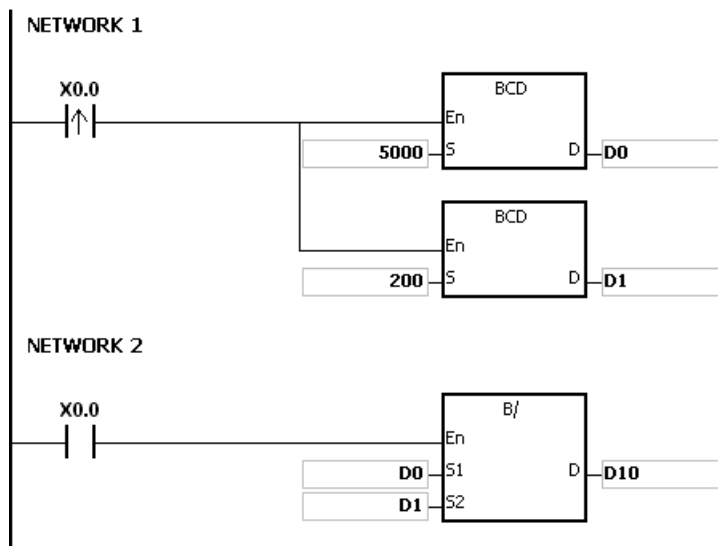 NETWORK 1
X0.0
BCD
En
5000 S D D0
BCD
En
200 S D D1
NETWORK 2
X0.0
B/
En
D0 S1 D D10
D1 S2